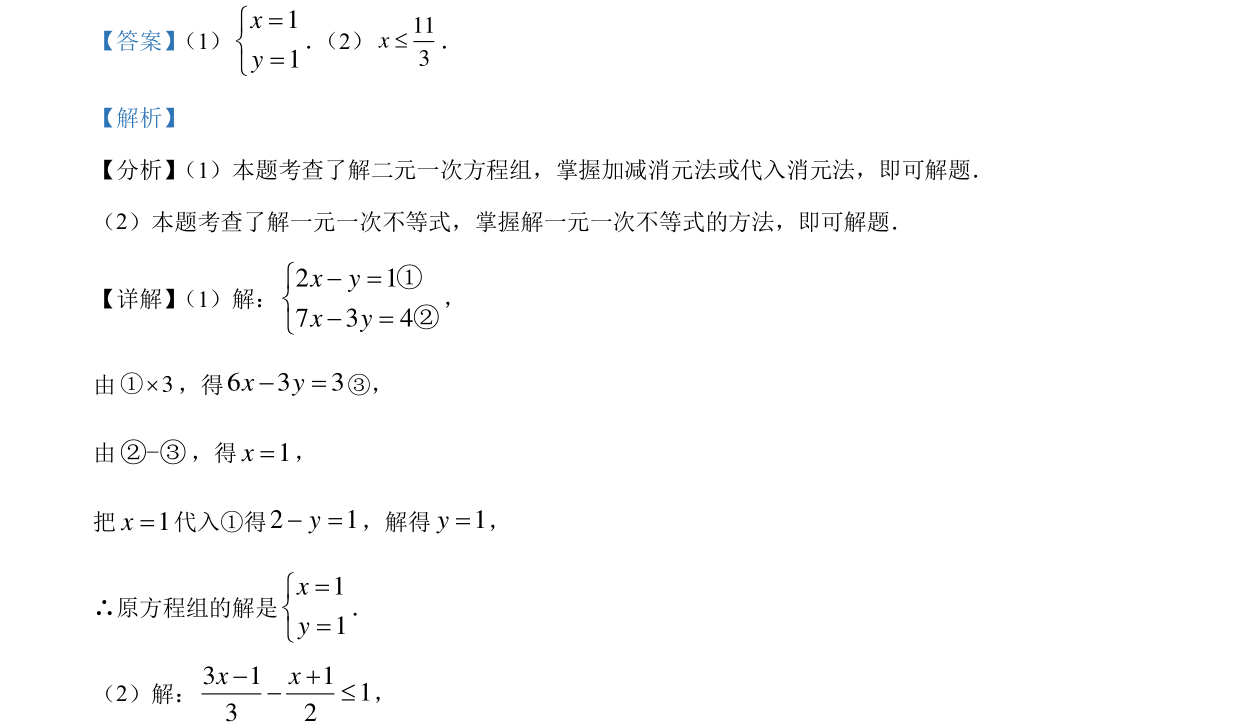 【答案】（1）{x=1 y=1．（2）x≤11/3．
【解析】
【分析】（1）本题考查了解二元一次方程组，掌握加减消元法或代入消元法，即可解题．
（2）本题考查了解一元一次不等式，掌握解一元一次不等式的方法，即可解题．
【详解】（1）解：{2x−y=1① 7x−3y=4②，
由①×3，得6x−3y=3③，
由②−③，得x=1，
把x=1代入①得2−y=1，解得y=1，
∴原方程组的解是{x=1 y=1．
（2）解：(3x−1)/3−(x+1)/2≤1，